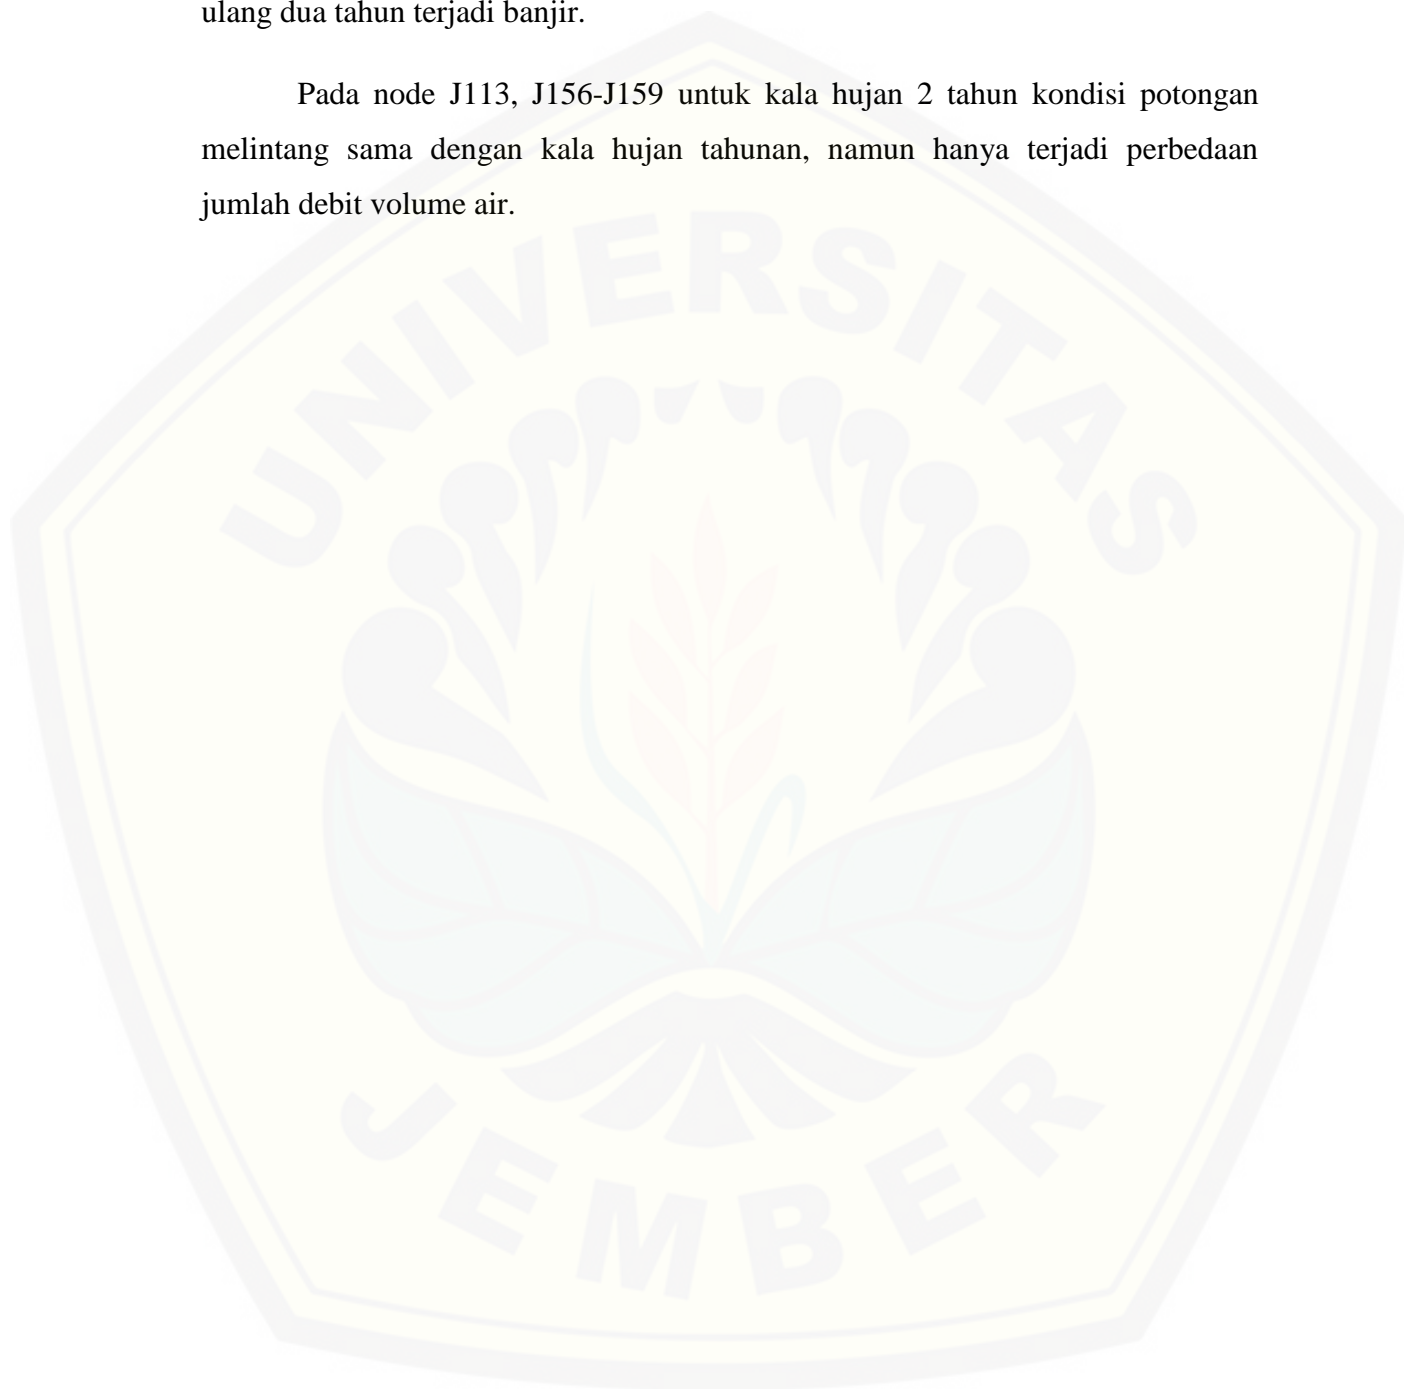 ulang dua tahun terjadi banjir.
Pada node J113, J156-J159 untuk kala hujan 2 tahun kondisi potongan
melintang sama dengan kala hujan tahunan, namun hanya terjadi perbedaan
jumlah debit volume air.
UNIVERSITAS
JEMBER